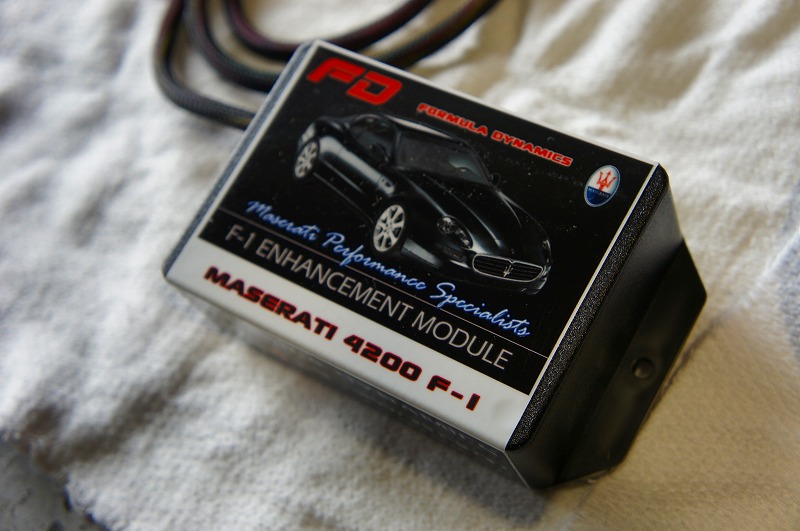 FD
FORMULA DYNAMICS
Maserati Performance Specialists
F-1 ENHANCEMENT MODULE
MASERATI 4200 F-1